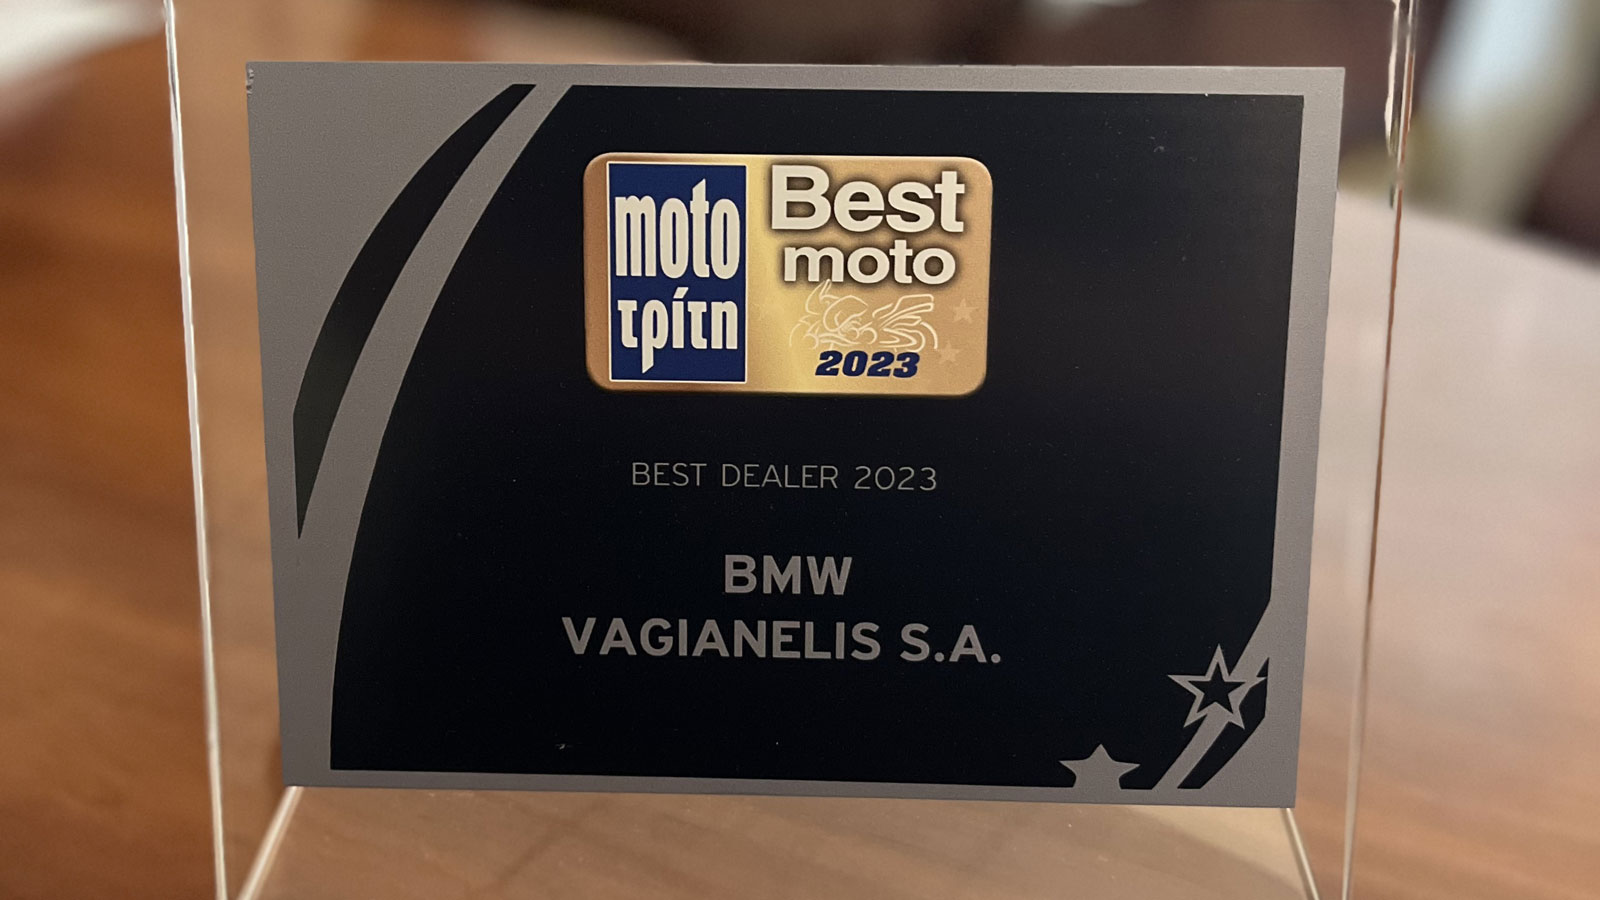 moto
τρίτη
Best
moto
2023
BEST DEALER 2023
BMW
VAGIANELIS S.A.